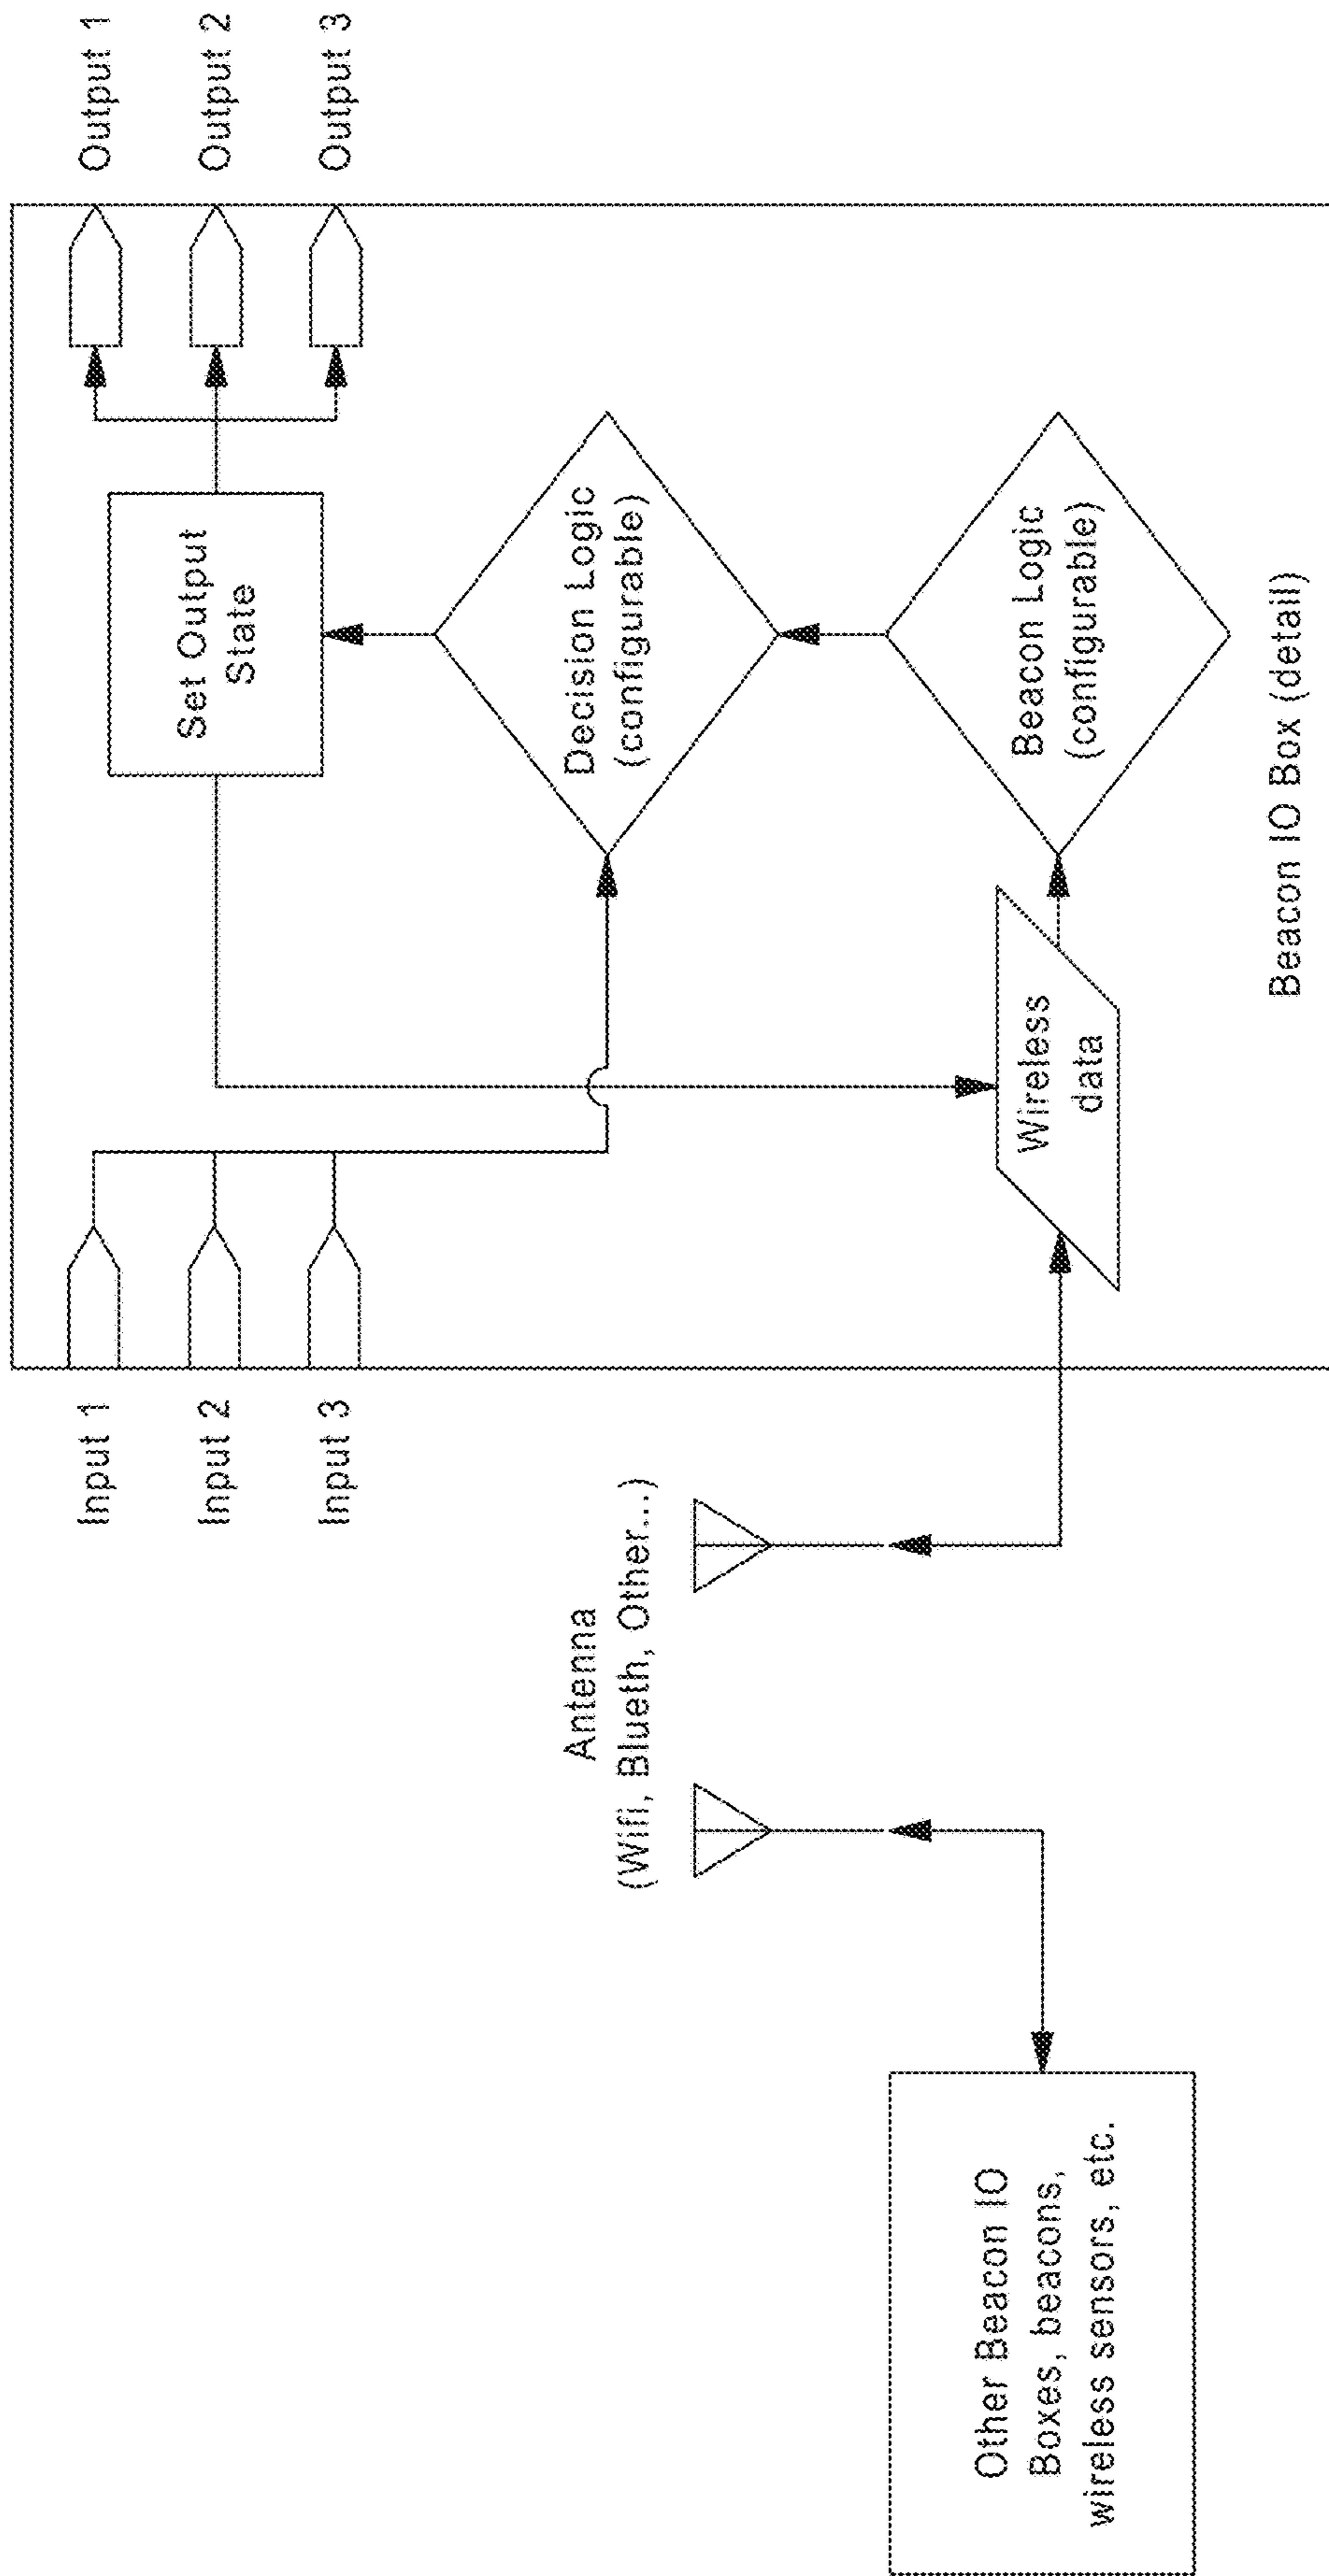 Input 1
Input 2
Input 3
Output 1
Output 2
Output 3
Set Output
State
Decision Logic
(configurable)
Beacon Logic
(configurable)
Wireless
data
Antenna
(Wifi, Blueth, Other...)
Other Beacon IO
Boxes, beacons,
wireless sensors, etc.
Beacon IO Box (detail)